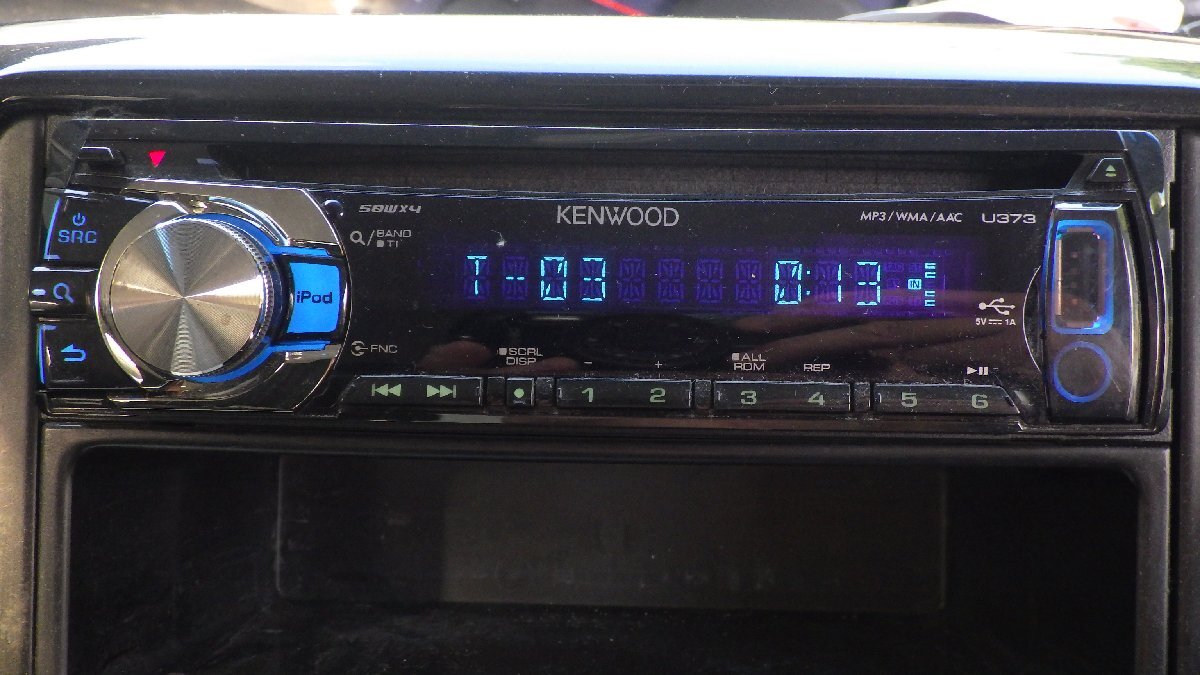 50WX4
KENWOOD
MP3/WMA/AAC
U373
SRC
BAND
TI
iPod
T-03 0:13
IN
5V 1A
FNC
SCRL
DISP
-
+
ALL
RDM
REP
1
2
3
4
5
6